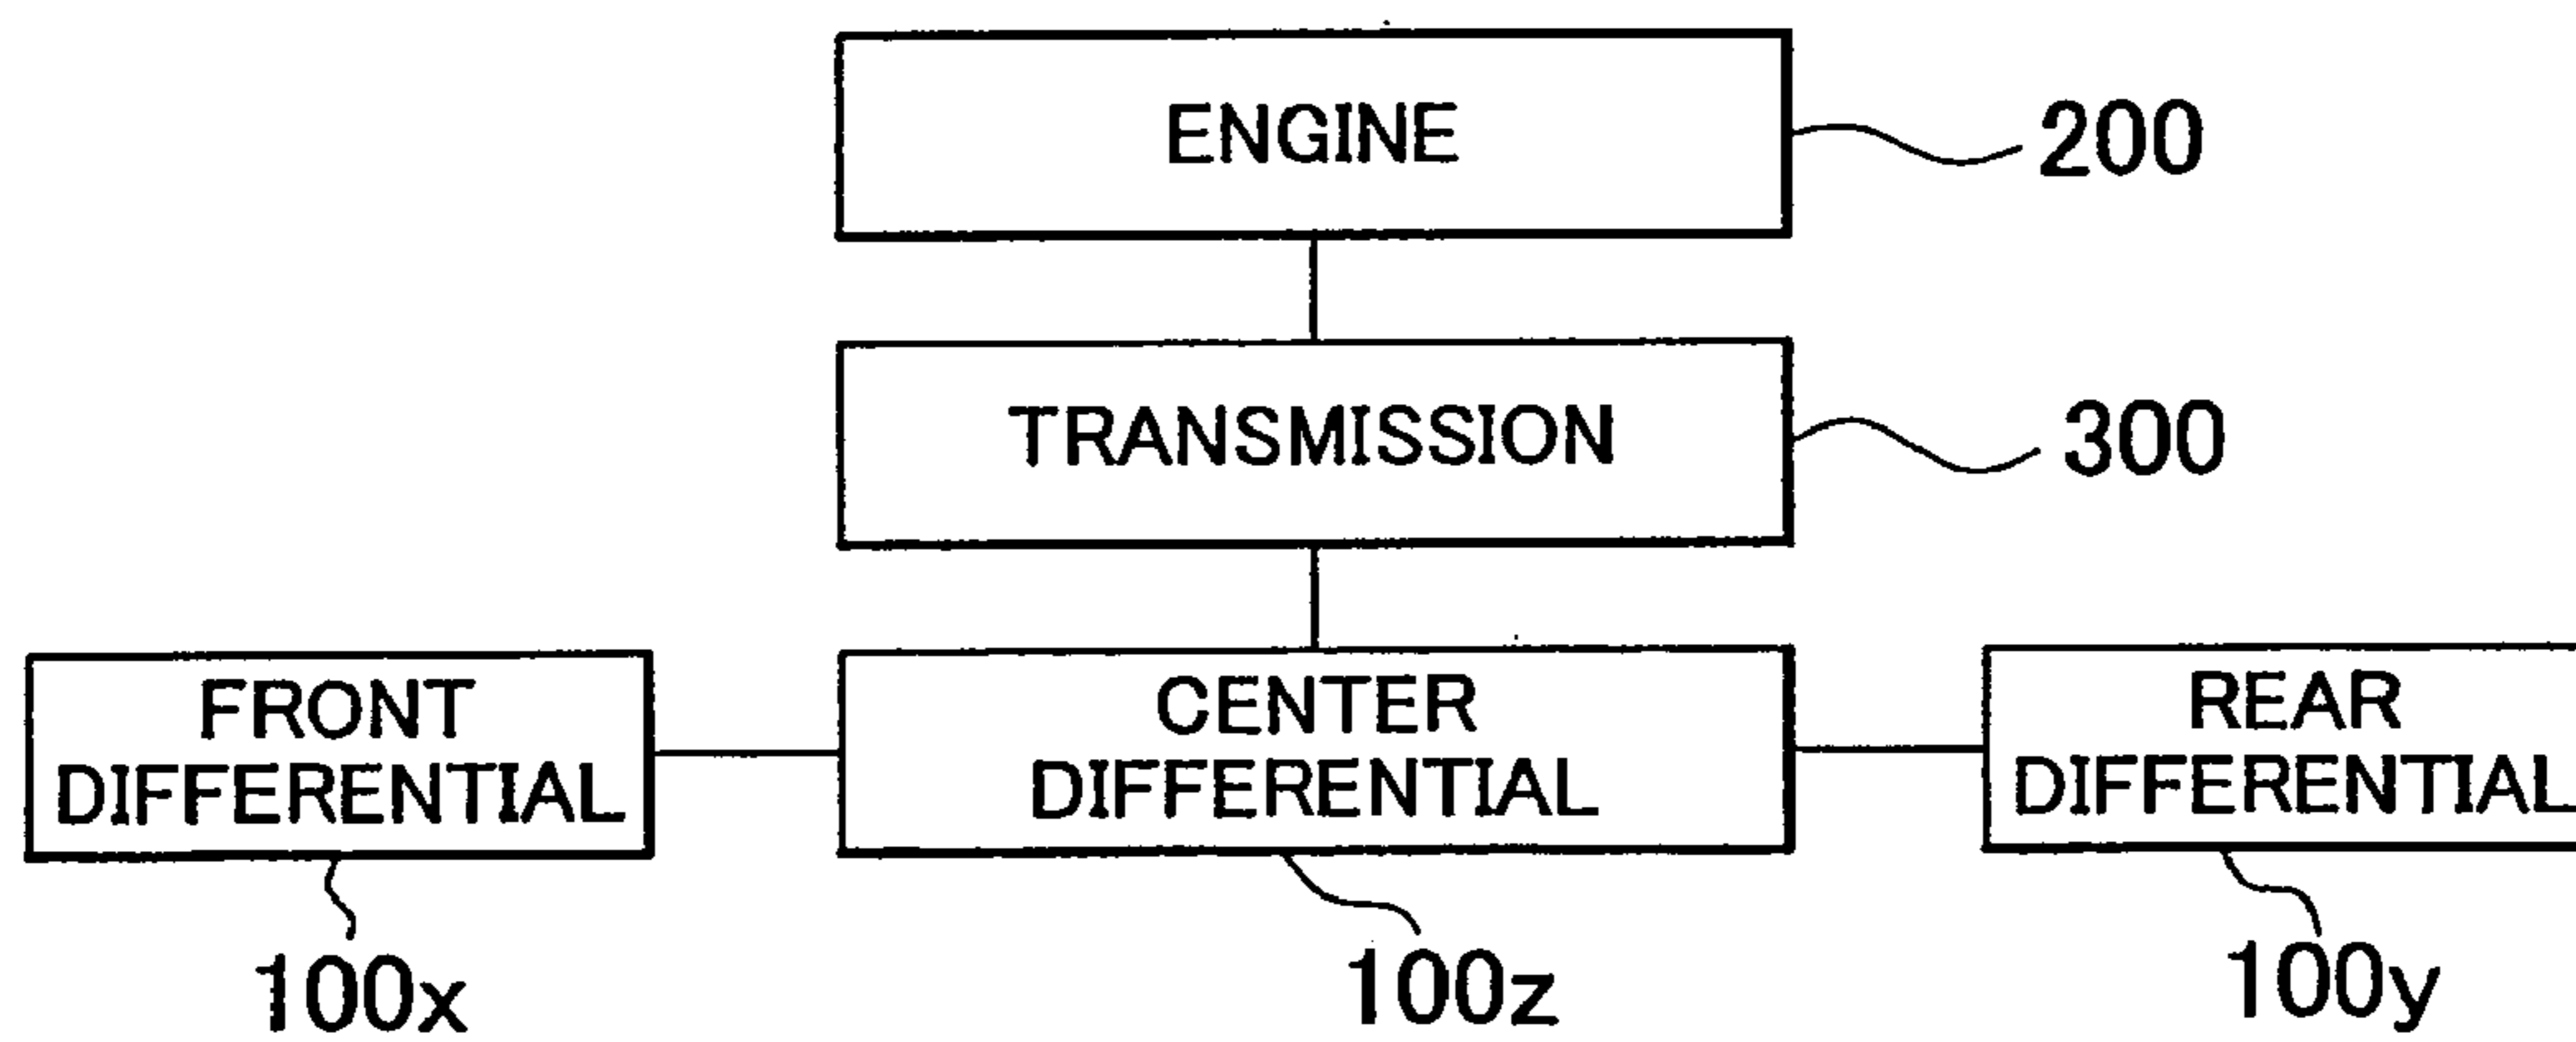 ENGINE
200
TRANSMISSION
300
FRONT
DIFFERENTIAL
CENTER
DIFFERENTIAL
REAR
DIFFERENTIAL
100x
100z
100y